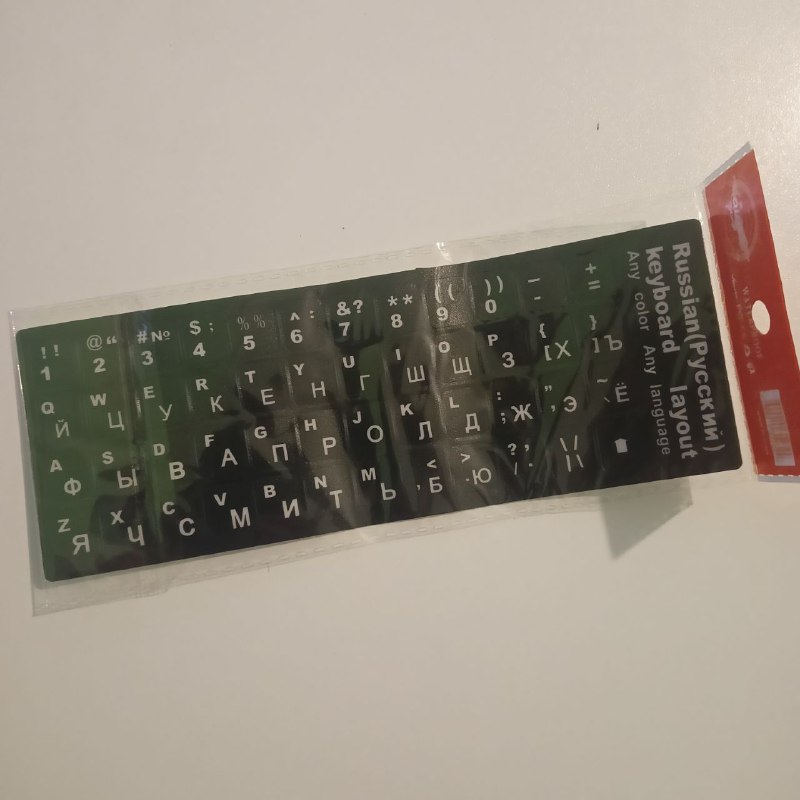 ! ! @ “ # № $ ; % % ^ : & ? * * ( ( ) ) _ +
1 2 3 4 5 6 7 8 9 0 - =
Q W E R T Y U I O P { }
Й Ц У К Е Н Г Ш Щ З [ Х ] Ъ
A S D F G H J K L : ” ~
Ф Ы В А П Р О Л Д ; Ж ' Э ` Ё
Z X C V B N M < > ? , \ /
Я Ч С М И Т Ь , Б . Ю / . | \
Russian(Русский)
keyboard layout
Any color Any language